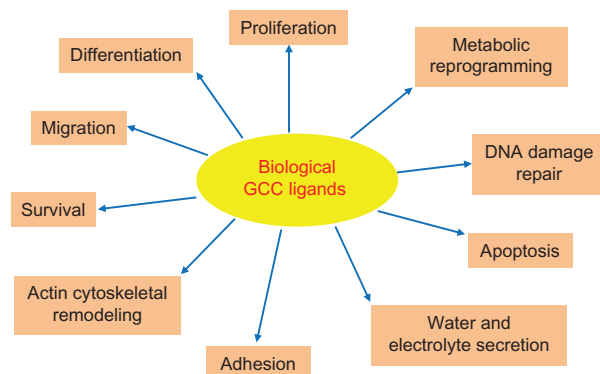 Proliferation
Differentiation
Metabolic
reprogramming
Migration
Biological
GCC ligands
DNA damage
repair
Survival
Apoptosis
Actin cytoskeletal
remodeling
Water and
electrolyte secretion
Adhesion